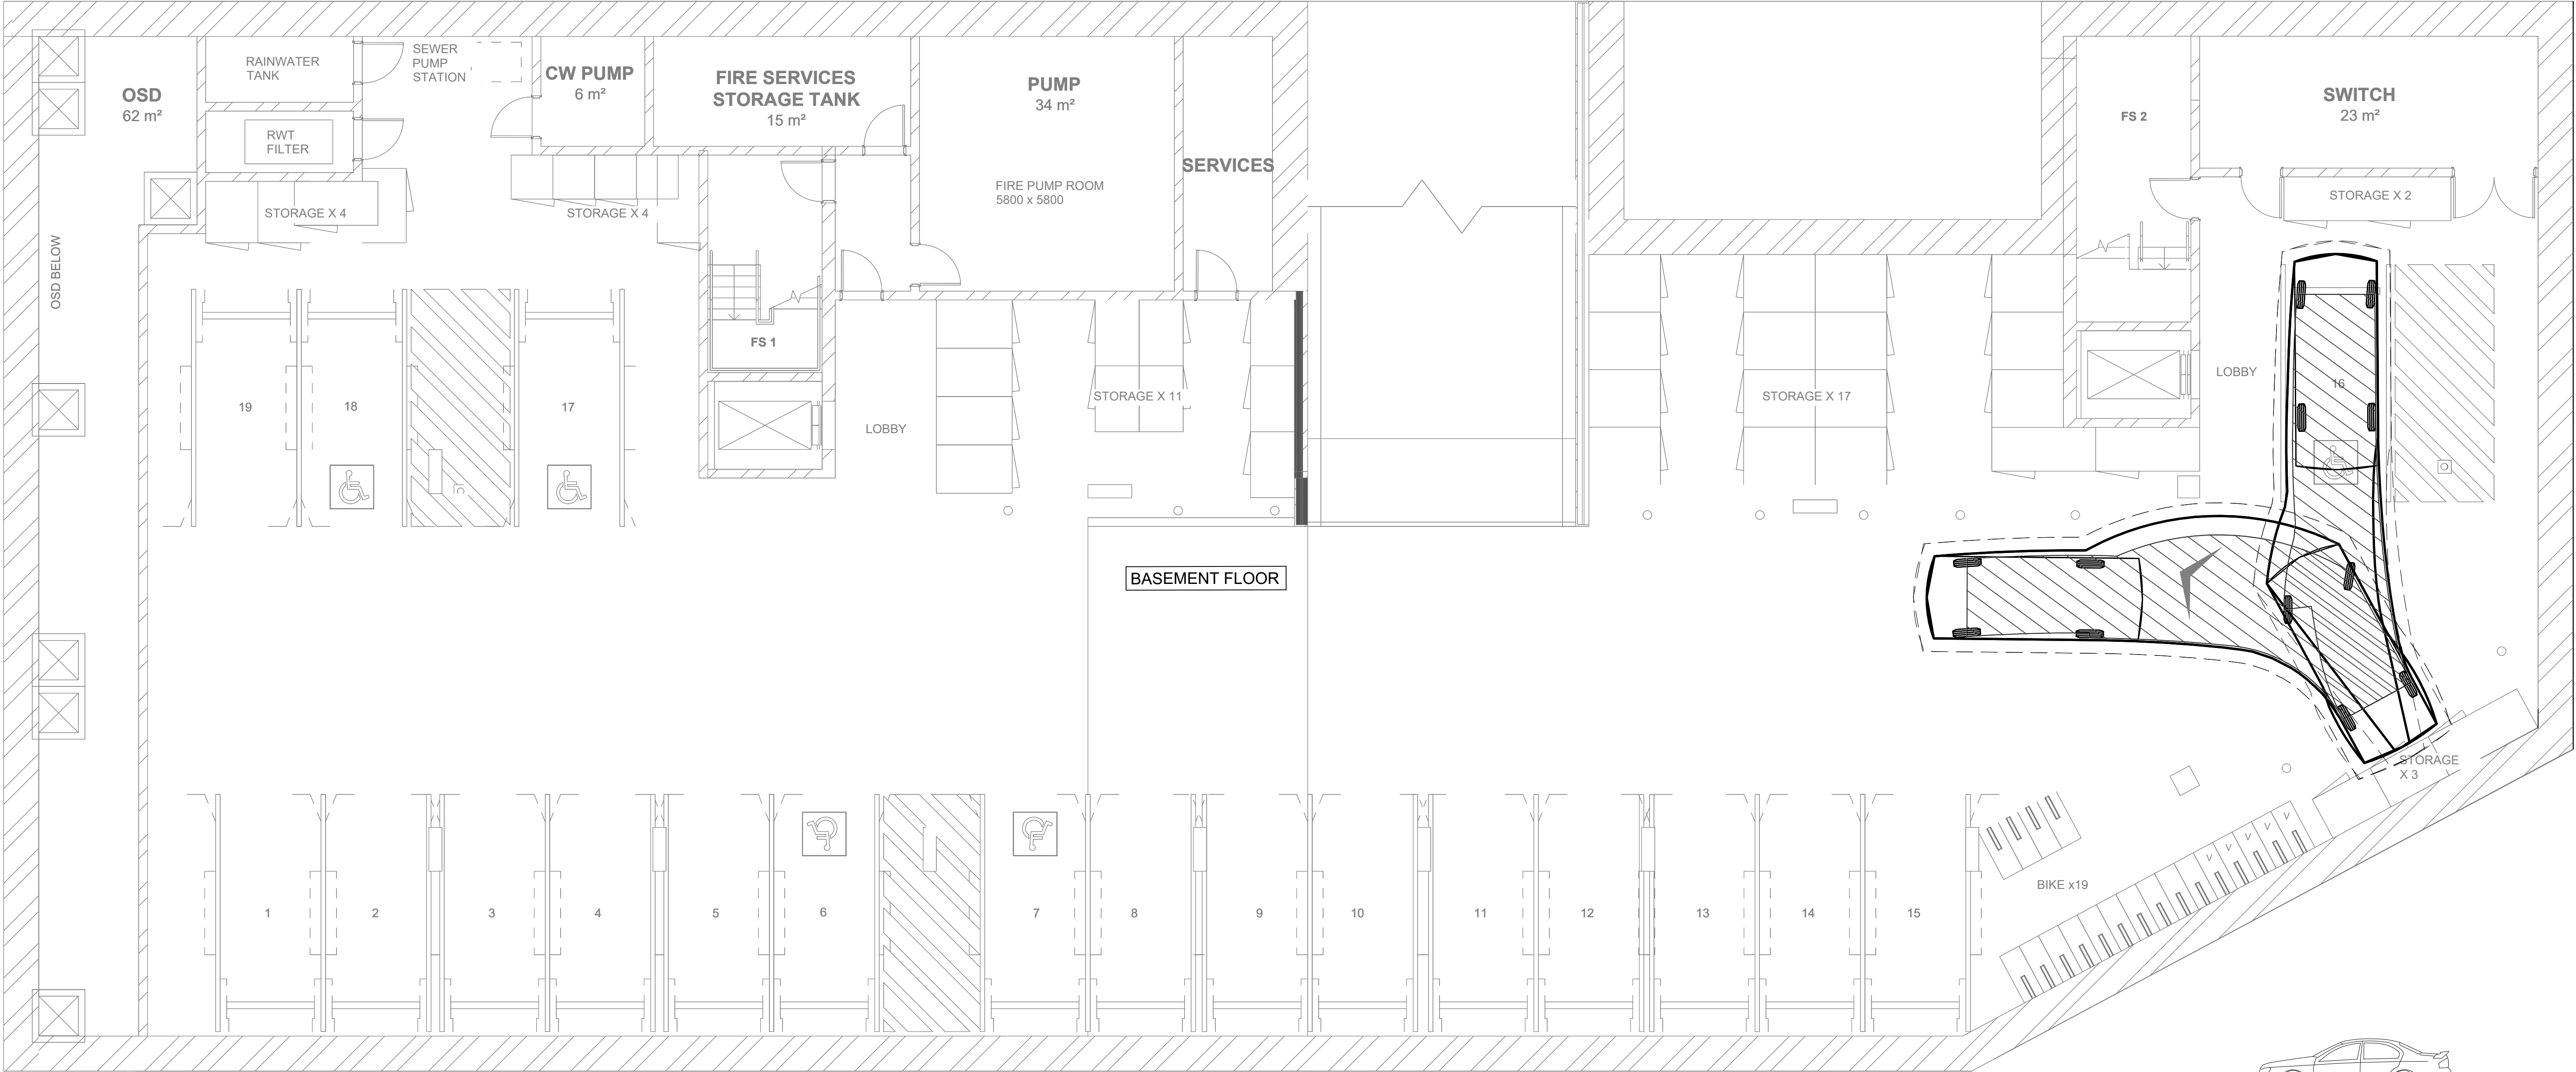 RAINWATER
TANK
SEWER
PUMP
STATION
CW PUMP
6 m²
FIRE SERVICES
STORAGE TANK
15 m²
PUMP
34 m²
OSD
62 m²
RWT
FILTER
SERVICES
FIRE PUMP ROOM
5800 x 5800
FS 2
SWITCH
23 m²
STORAGE X 4
STORAGE X 4
STORAGE X 2
OSD BELOW
FS 1
LOBBY
16
19
18
17
LOBBY
STORAGE X 11
STORAGE X 17
BASEMENT FLOOR
STORAGE
X 3
BIKE x19
1
2
3
4
5
6
7
8
9
10
11
12
13
14
15